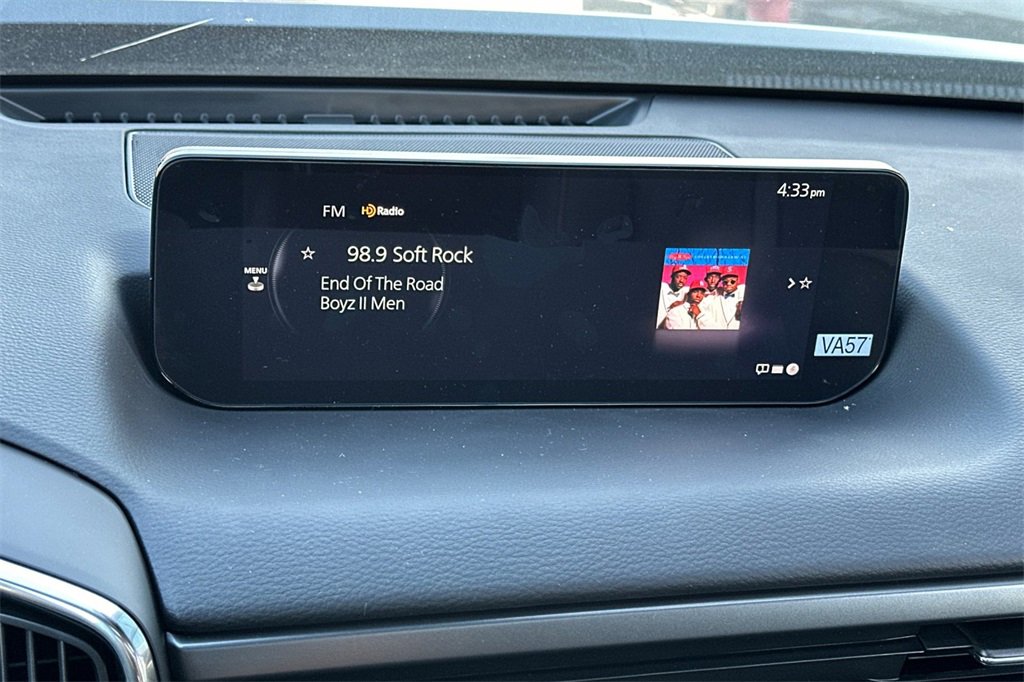 4:33pm
FM HD Radio
98.9 Soft Rock
MENU
End Of The Road
Boyz II Men
VA57